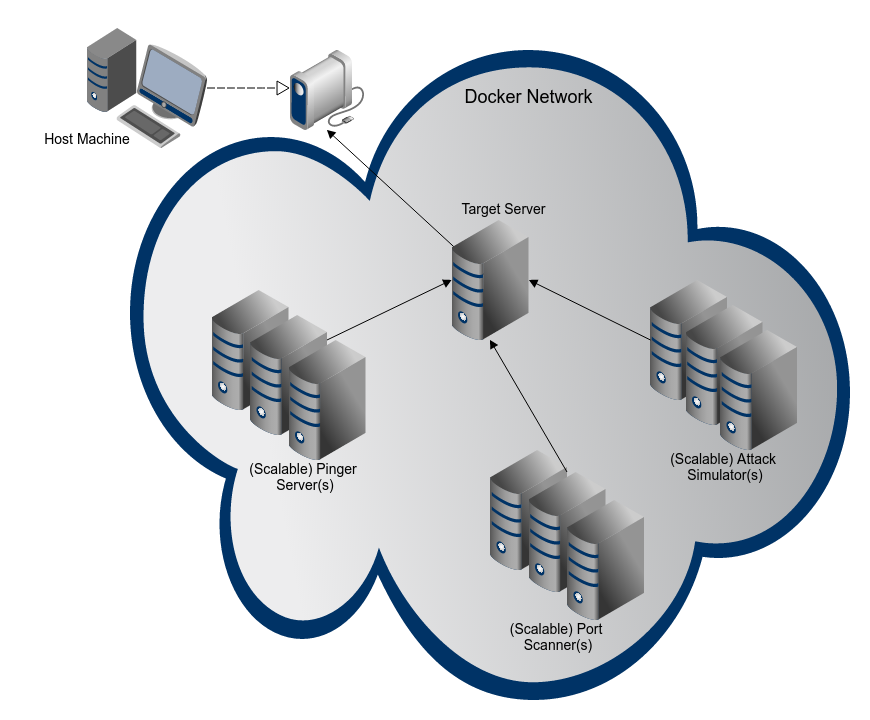 Docker Network
Host Machine
Target Server
(Scalable) Pinger
Server(s)
(Scalable) Attack
Simulator(s)
(Scalable) Port
Scanner(s)